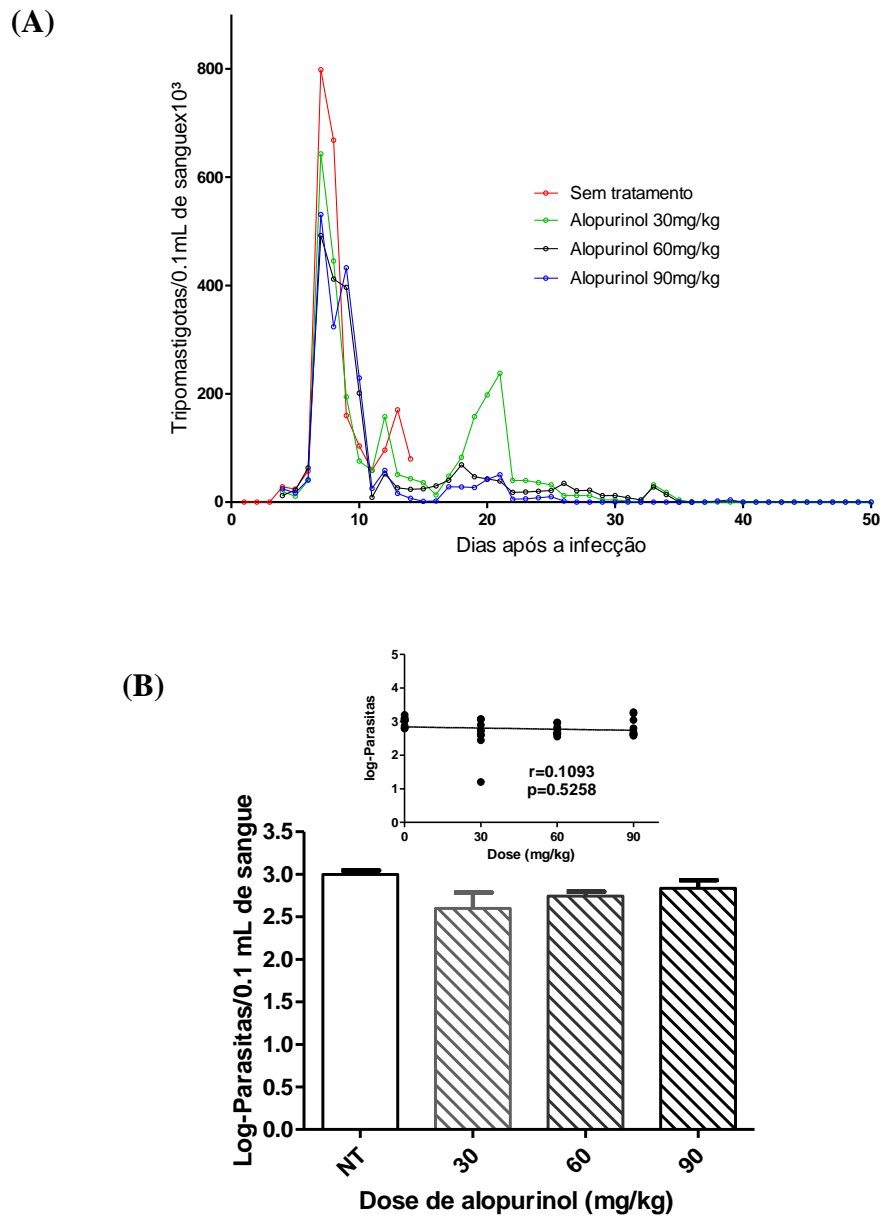 (A)
Tripomastigotas/0.1mL de sanguex10³
800
600
400
200
0
0 10 20 30 40 50
Dias após a infecção
Sem tratamento
Alopurinol 30mg/kg
Alopurinol 60mg/kg
Alopurinol 90mg/kg
(B)
log-Parasitas
5
4
3
2
1
0
0 30 60 90
Dose (mg/kg)
r=0.1093
p=0.5258
Log-Parasitas/0.1 mL de sangue
3.5
3.0
2.5
2.0
1.5
1.0
0.5
0.0
NT 30 60 90
Dose de alopurinol (mg/kg)